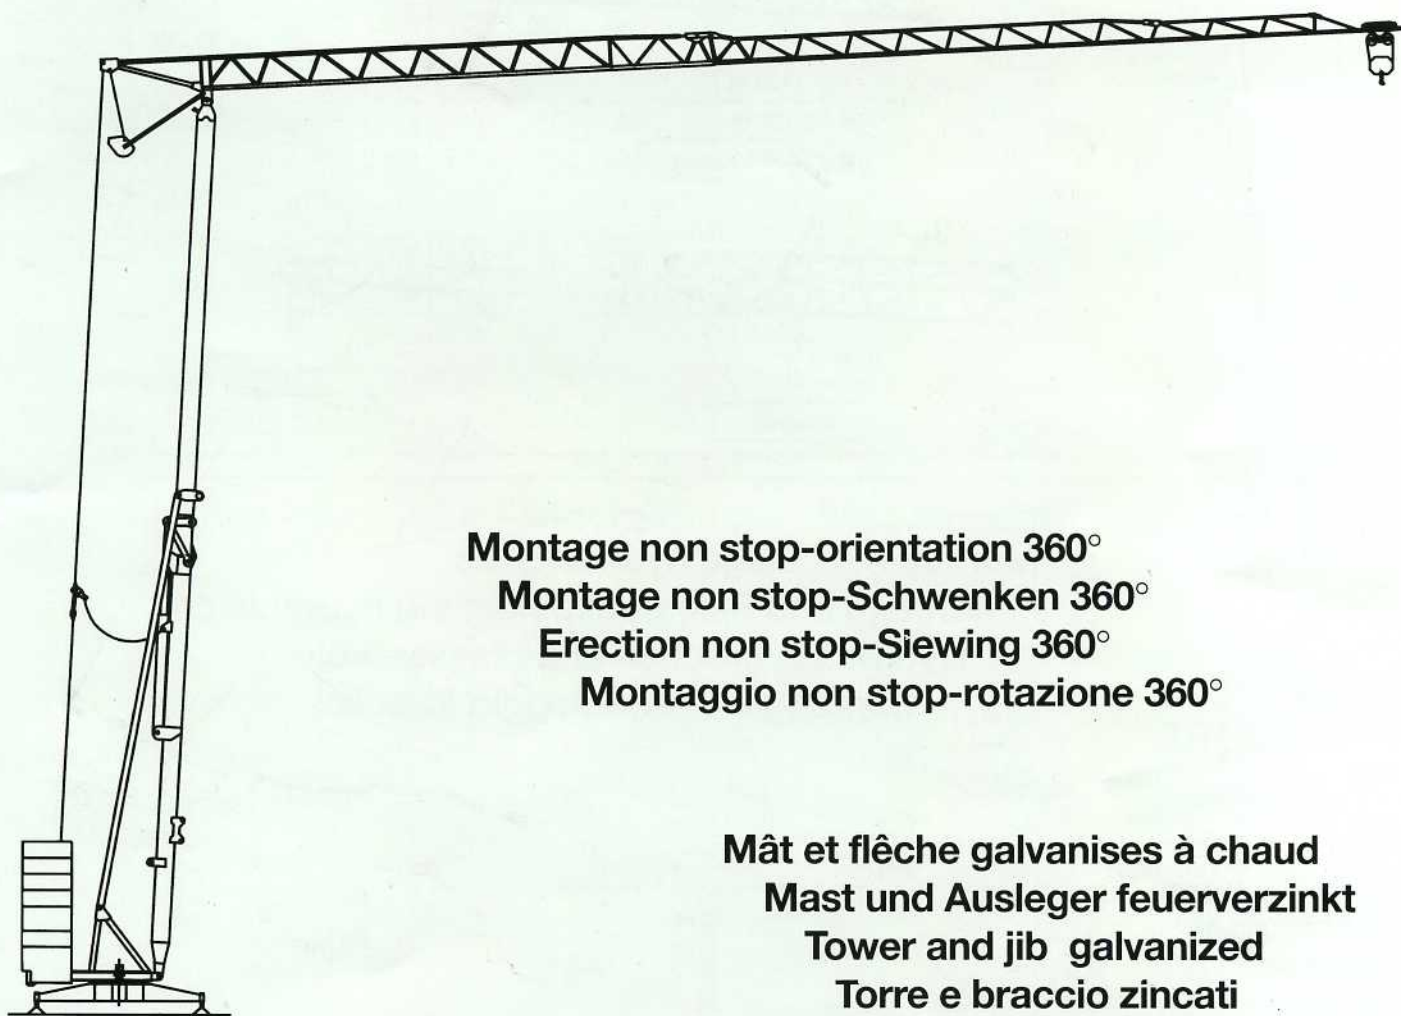 Montage non stop-orientation 360°
Montage non stop-Schwenken 360°
Erection non stop-Siewing 360°
Montaggio non stop-rotazione 360°
Mât et flêche galvanises à chaud
Mast und Ausleger feuerverzinkt
Tower and jib galvanized
Torre e braccio zincati